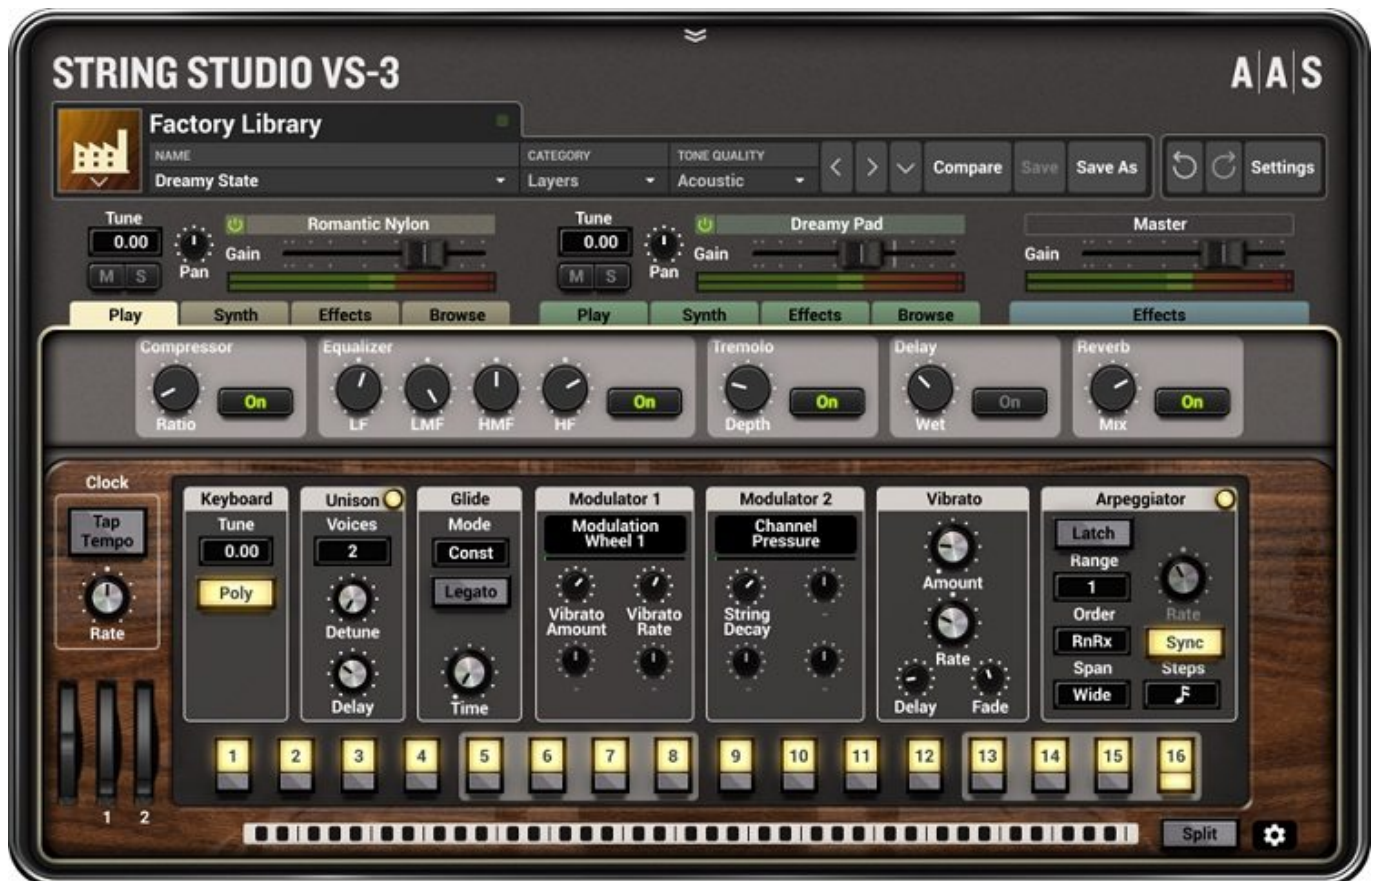 STRING STUDIO VS-3
A|A|S
Factory Library
NAME
CATEGORY
TONE QUALITY
Dreamy State
Layers
Acoustic
Compare
Save
Save As
Settings
Tune
0.00
M
S
Pan
Romantic Nylon
Gain
Tune
0.00
M
S
Pan
Dreamy Pad
Gain
Master
Gain
Play
Synth
Effects
Browse
Play
Synth
Effects
Browse
Effects
Compressor
Ratio
On
Equalizer
LF
LMF
HMF
HF
On
Tremolo
Depth
On
Delay
Wet
On
Reverb
Mix
On
Clock
Tap
Tempo
Rate
Keyboard
Tune
0.00
Poly
Unison
Voices
2
Detune
Delay
Glide
Mode
Const
Legato
Time
Modulator 1
Modulation
Wheel 1
Vibrato
Amount
Vibrato
Rate
-
-
Modulator 2
Channel
Pressure
String
Decay
-
-
-
Vibrato
Amount
Rate
Delay
Fade
Arpeggiator
Latch
Range
1
Order
RnRx
Span
Wide
Rate
Sync
Steps
1 2 3 4 5 6 7 8 9 10 11 12 13 14 15 16
1 2
Split